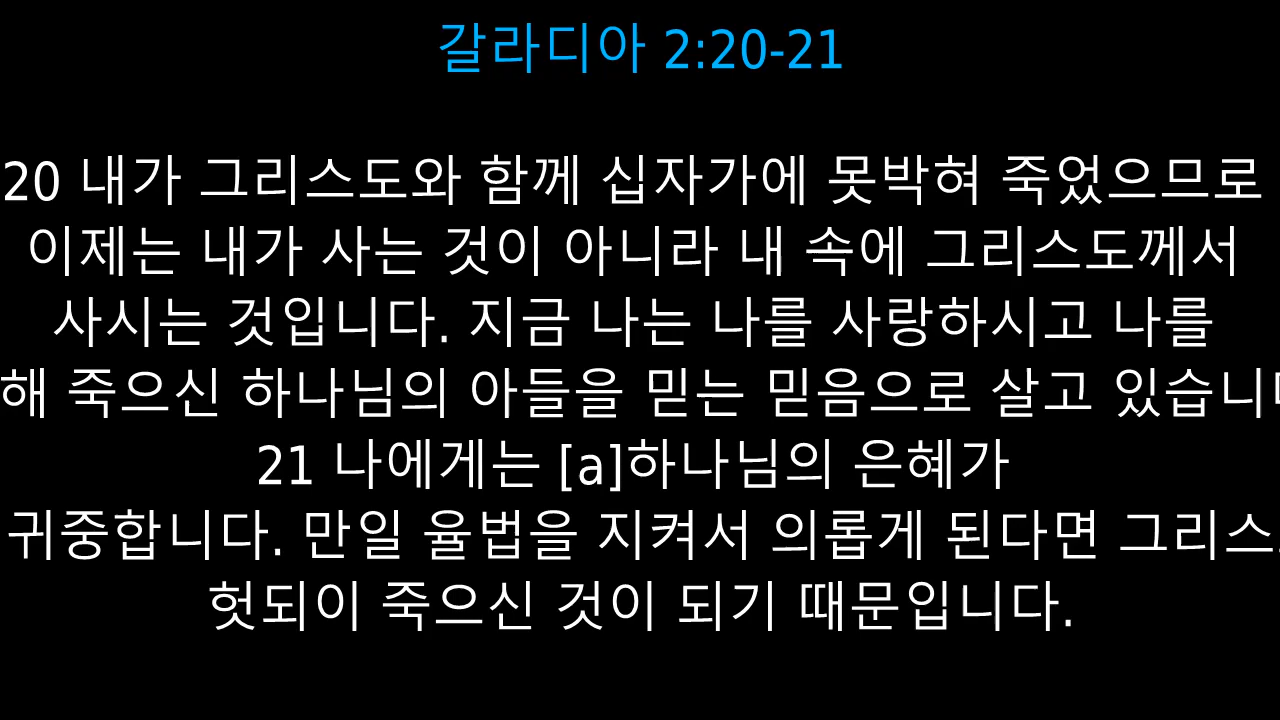 갈라디아 2:20-21
20 내가 그리스도와 함께 십자가에 못박혀 죽었으므로
이제는 내가 사는 것이 아니라 내 속에 그리스도께서
사시는 것입니다. 지금 나는 나를 사랑하시고 나를
해 죽으신 하나님의 아들을 믿는 믿음으로 살고
21 나에게는 [a]하나님의 은혜가
귀중합니다. 만일 율법을 지켜서 의롭게 된다면
헛되이 죽으신 것이 되기 때문입니다.